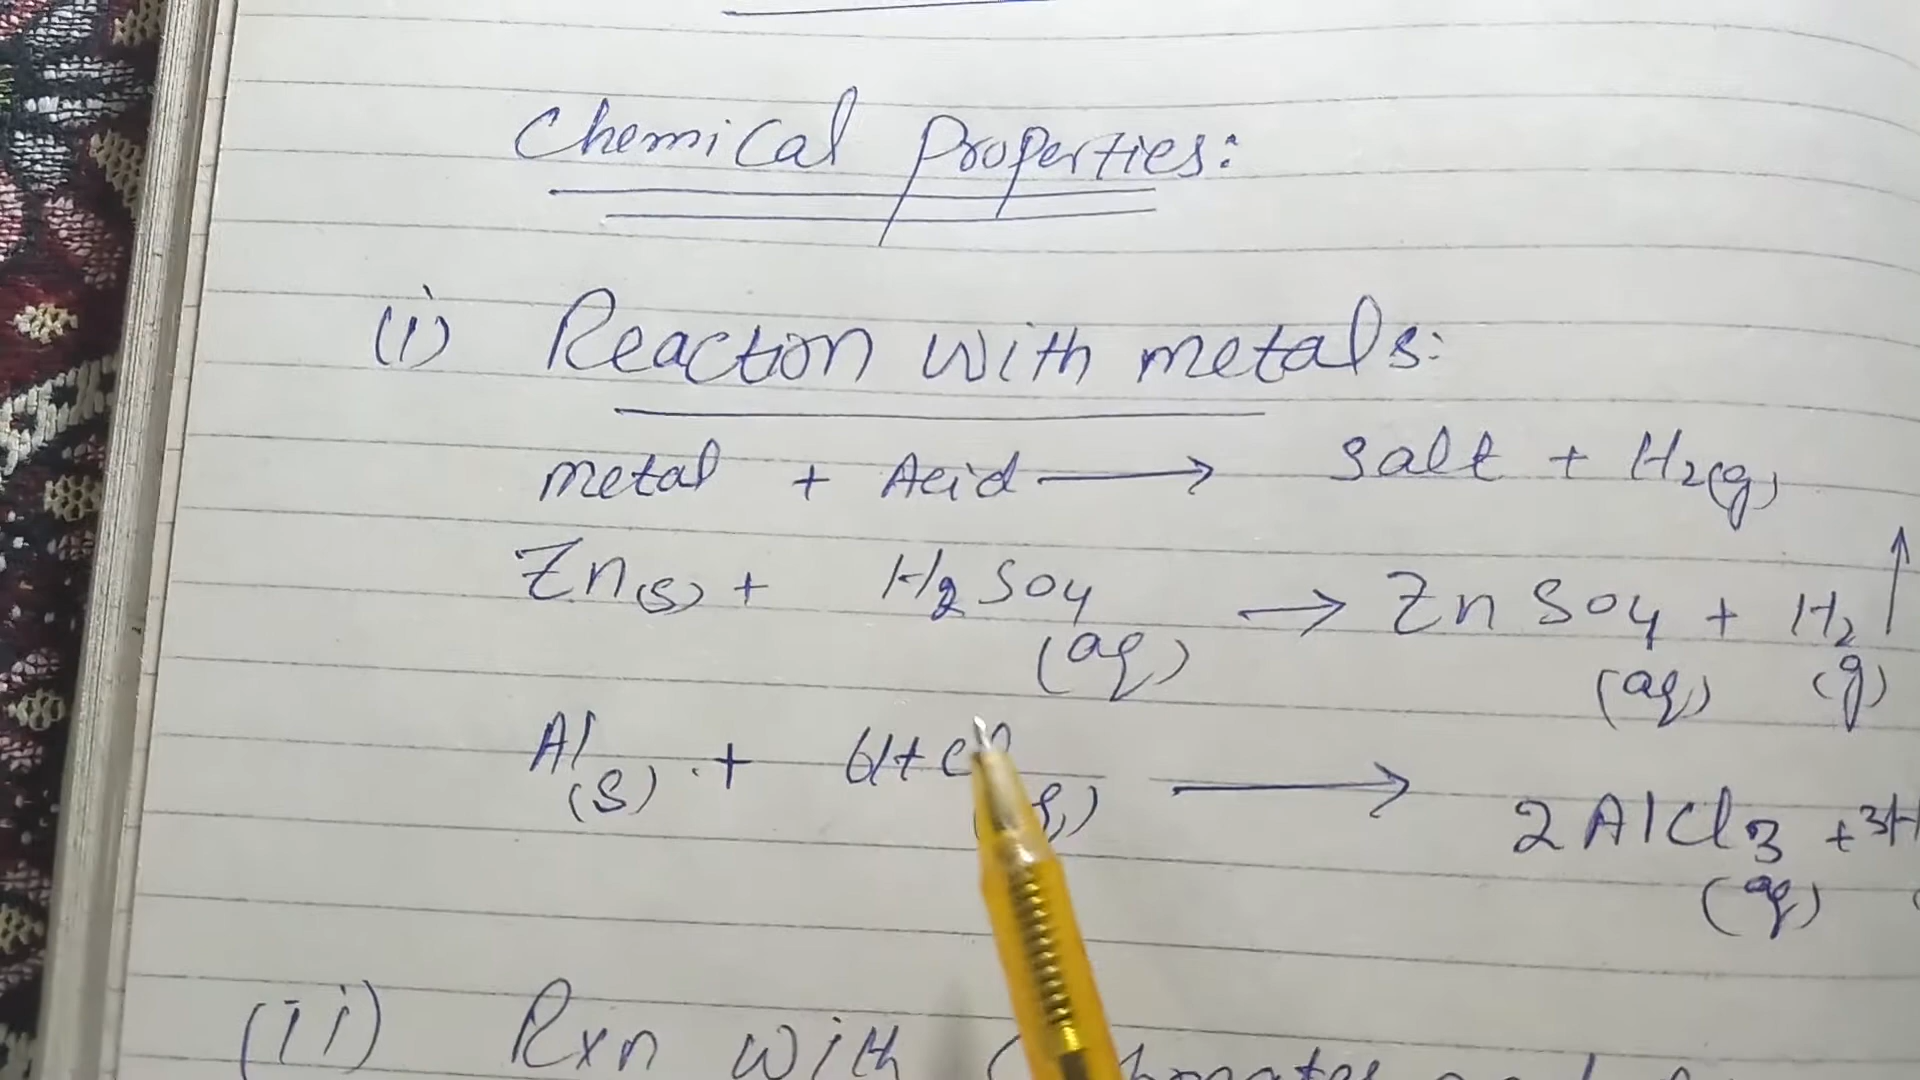 Chemical Properties:
(i) Reaction with metals:
metal + Acid → Salt + H2(g)
Zn(s) + H2SO4 (aq) → ZnSO4 (aq) + H2 (g) ↑
Al(s) + 6HCl → 2AlCl3 (aq) + 3H
(ii) Rxn with